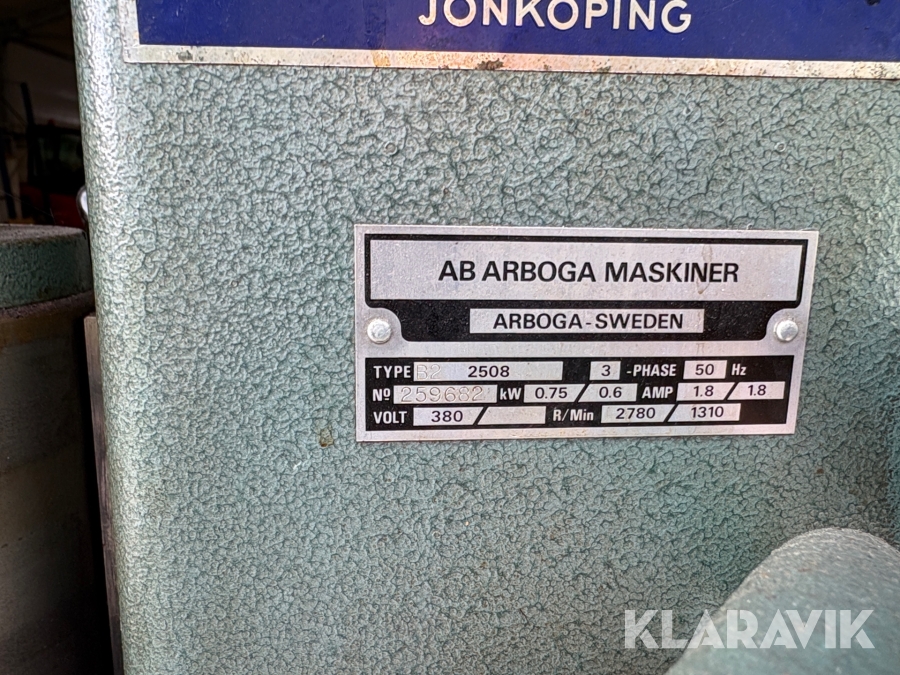 JÖNKÖPING
AB ARBOGA MASKINER
ARBOGA-SWEDEN
TYPE B2 2508 3 -PHASE 50 Hz
Nº 259682 kW 0.75 / 0.6 AMP 1.8 / 1.8
VOLT 380 / R/Min 2780 / 1310
KLARAVIK